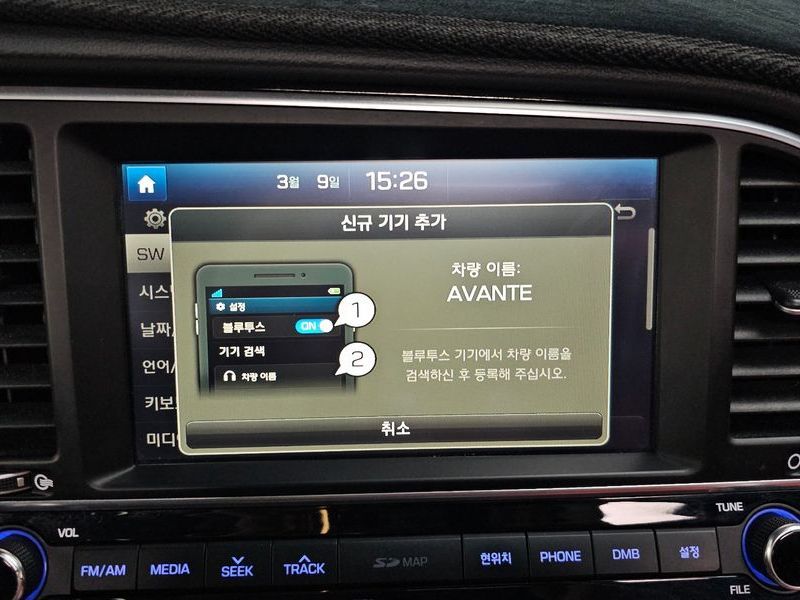 3월 9일 15:26
신규 기기 추가
SW
시스
날짜/
언어/
키보
미디
설정
블루투스 ON
1
기기 검색
2
차량 이름
차량 이름:
AVANTE
블루투스 기기에서 차량 이름을
검색하신 후 등록해 주십시오.
취소
VOL
TUNE
FM/AM MEDIA SEEK TRACK SD MAP 현위치 PHONE DMB 설정
FILE